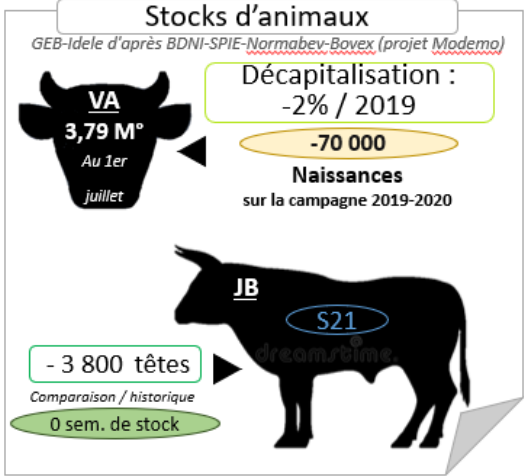 Stocks d'animaux
GEB-Idele d'après BDNI-SPIE-Normabev-Bovex (projet Modemo)
VA
3,79 M°
Au 1er
juillet
Décapitalisation :
-2% / 2019
-70 000
Naissances
sur la campagne 2019-2020
JB
S21
dreamstime.
- 3 800 têtes
Comparaison / historique
0 sem. de stock